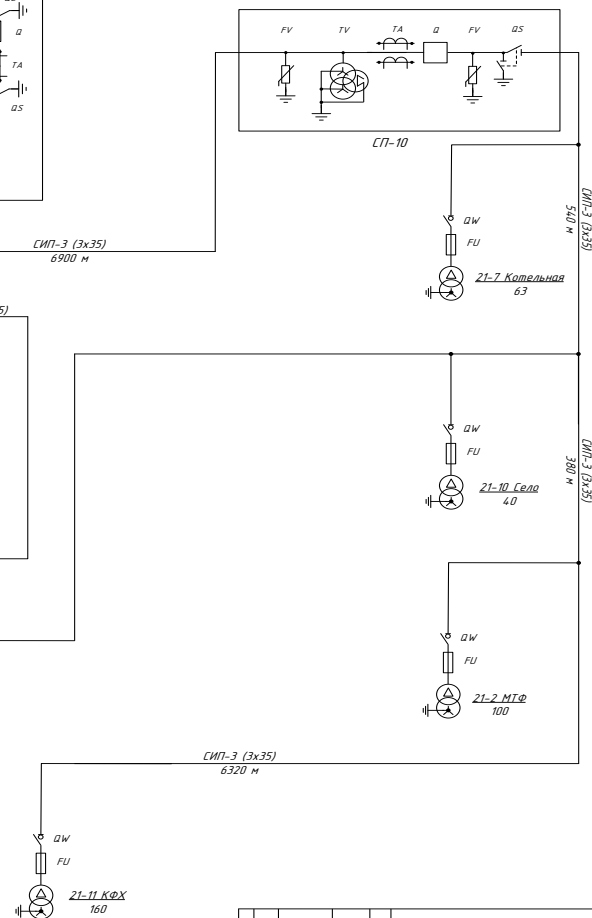 Q
TA
QS
FV
TV
TA
Q
FV
QS
СП-10
СИП-3 (3х35)
540 м
QW
FU
21-7 Котельная
63
СИП-3 (3х35)
6900 м
QW
FU
21-10 Село
40
СИП-3 (3х35)
380 м
QW
FU
21-2 МТФ
100
СИП-3 (3х35)
6320 м
QW
FU
21-11 КФХ
160